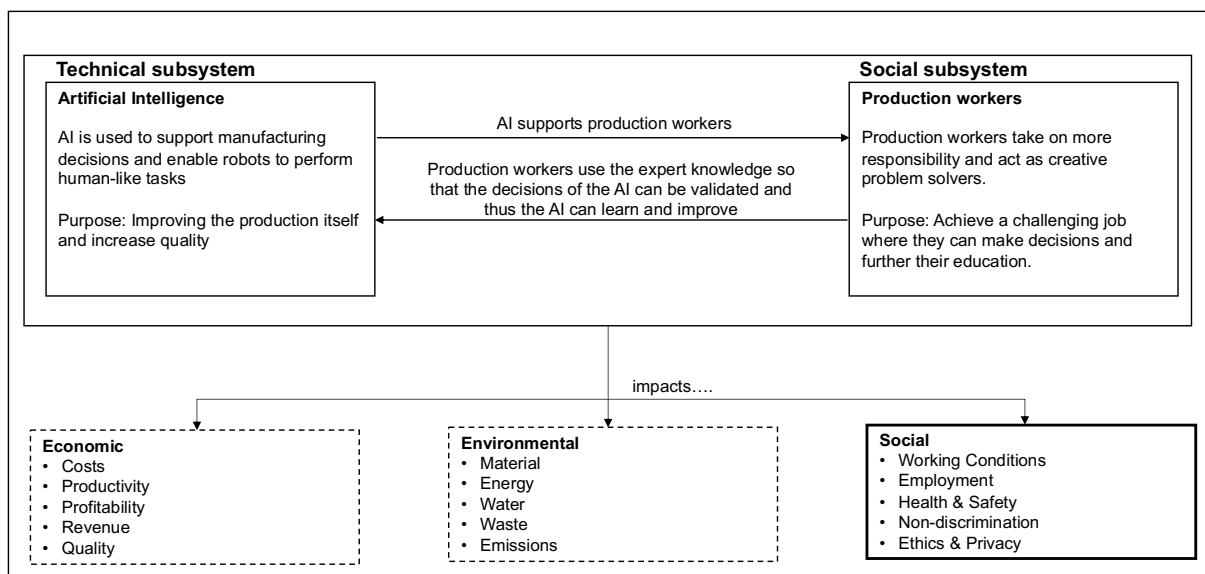 Technical subsystem
Artificial Intelligence
AI is used to support manufacturing
decisions and enable robots to perform
human-like tasks
Purpose: Improving the production itself
and increase quality
AI supports production workers
Production workers use the expert knowledge so
that the decisions of the AI can be validated and
thus the AI can learn and improve
Social subsystem
Production workers
Production workers take on more
responsibility and act as creative
problem solvers.
Purpose: Achieve a challenging job
where they can make decisions and
further their education.
impacts….
Economic
• Costs
• Productivity
• Profitability
• Revenue
• Quality
Environmental
• Material
• Energy
• Water
• Waste
• Emissions
Social
• Working Conditions
• Employment
• Health & Safety
• Non-discrimination
• Ethics & Privacy